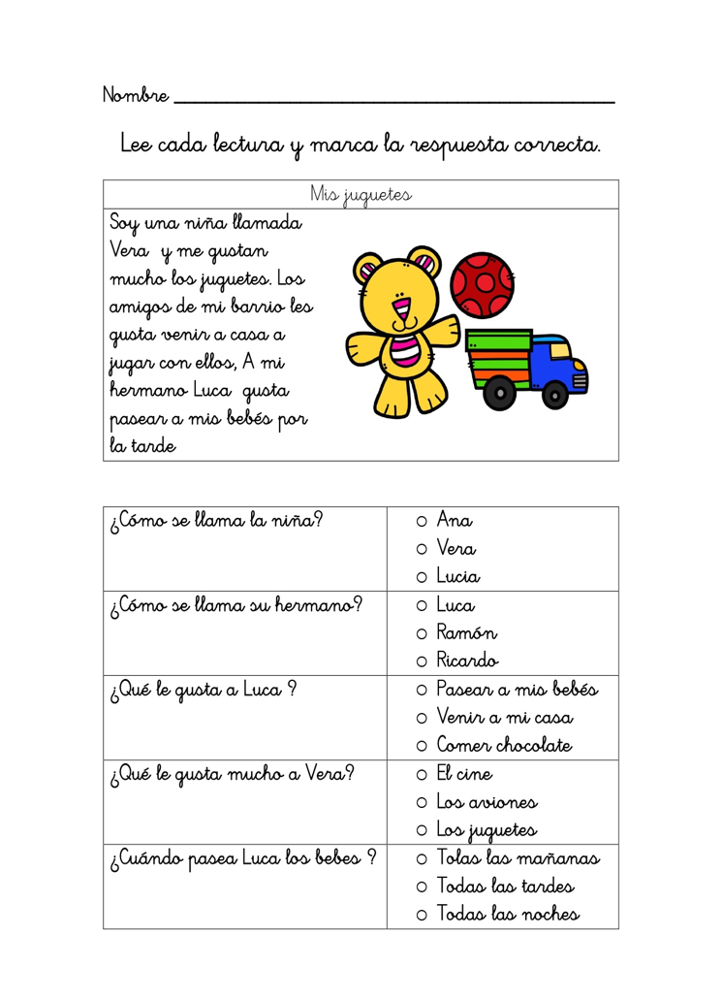 Nombre ____________________________________________
Lee cada lectura y marca la respuesta correcta.
Mis juguetes
Soy una niña llamada
Vera y me gustan
mucho los juguetes. Los
amigos de mi barrio les
gusta venir a casa a
jugar con ellos, A mi
hermano Luca gusta
pasear a mis bebés por
la tarde
¿Cómo se llama la niña?
○ Ana
○ Vera
○ Lucia
¿Cómo se llama su hermano?
○ Luca
○ Ramón
○ Ricardo
¿Qué le gusta a Luca ?
○ Pasear a mis bebés
○ Venir a mi casa
○ Comer chocolate
¿Qué le gusta mucho a Vera?
○ El cine
○ Los aviones
○ Los juguetes
¿Cuándo pasea Luca los bebes ?
○ Tolas las mañanas
○ Todas las tardes
○ Todas las noches